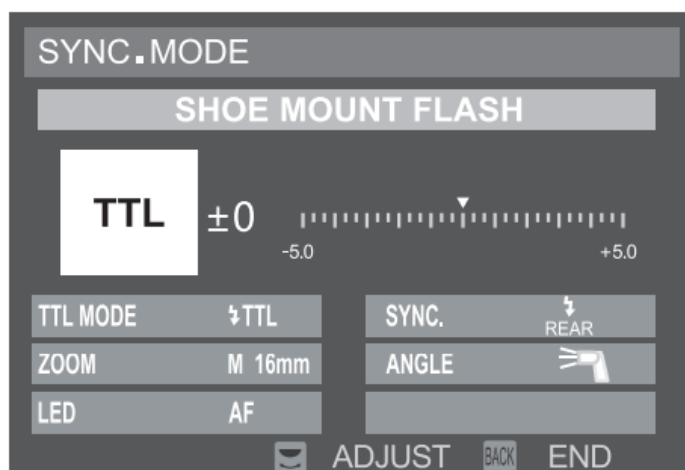 SYNC.MODE
SHOE MOUNT FLASH
TTL ±0
-5.0 +5.0
TTL MODE TTL SYNC. REAR
ZOOM M 16mm ANGLE
LED AF
ADJUST BACK END